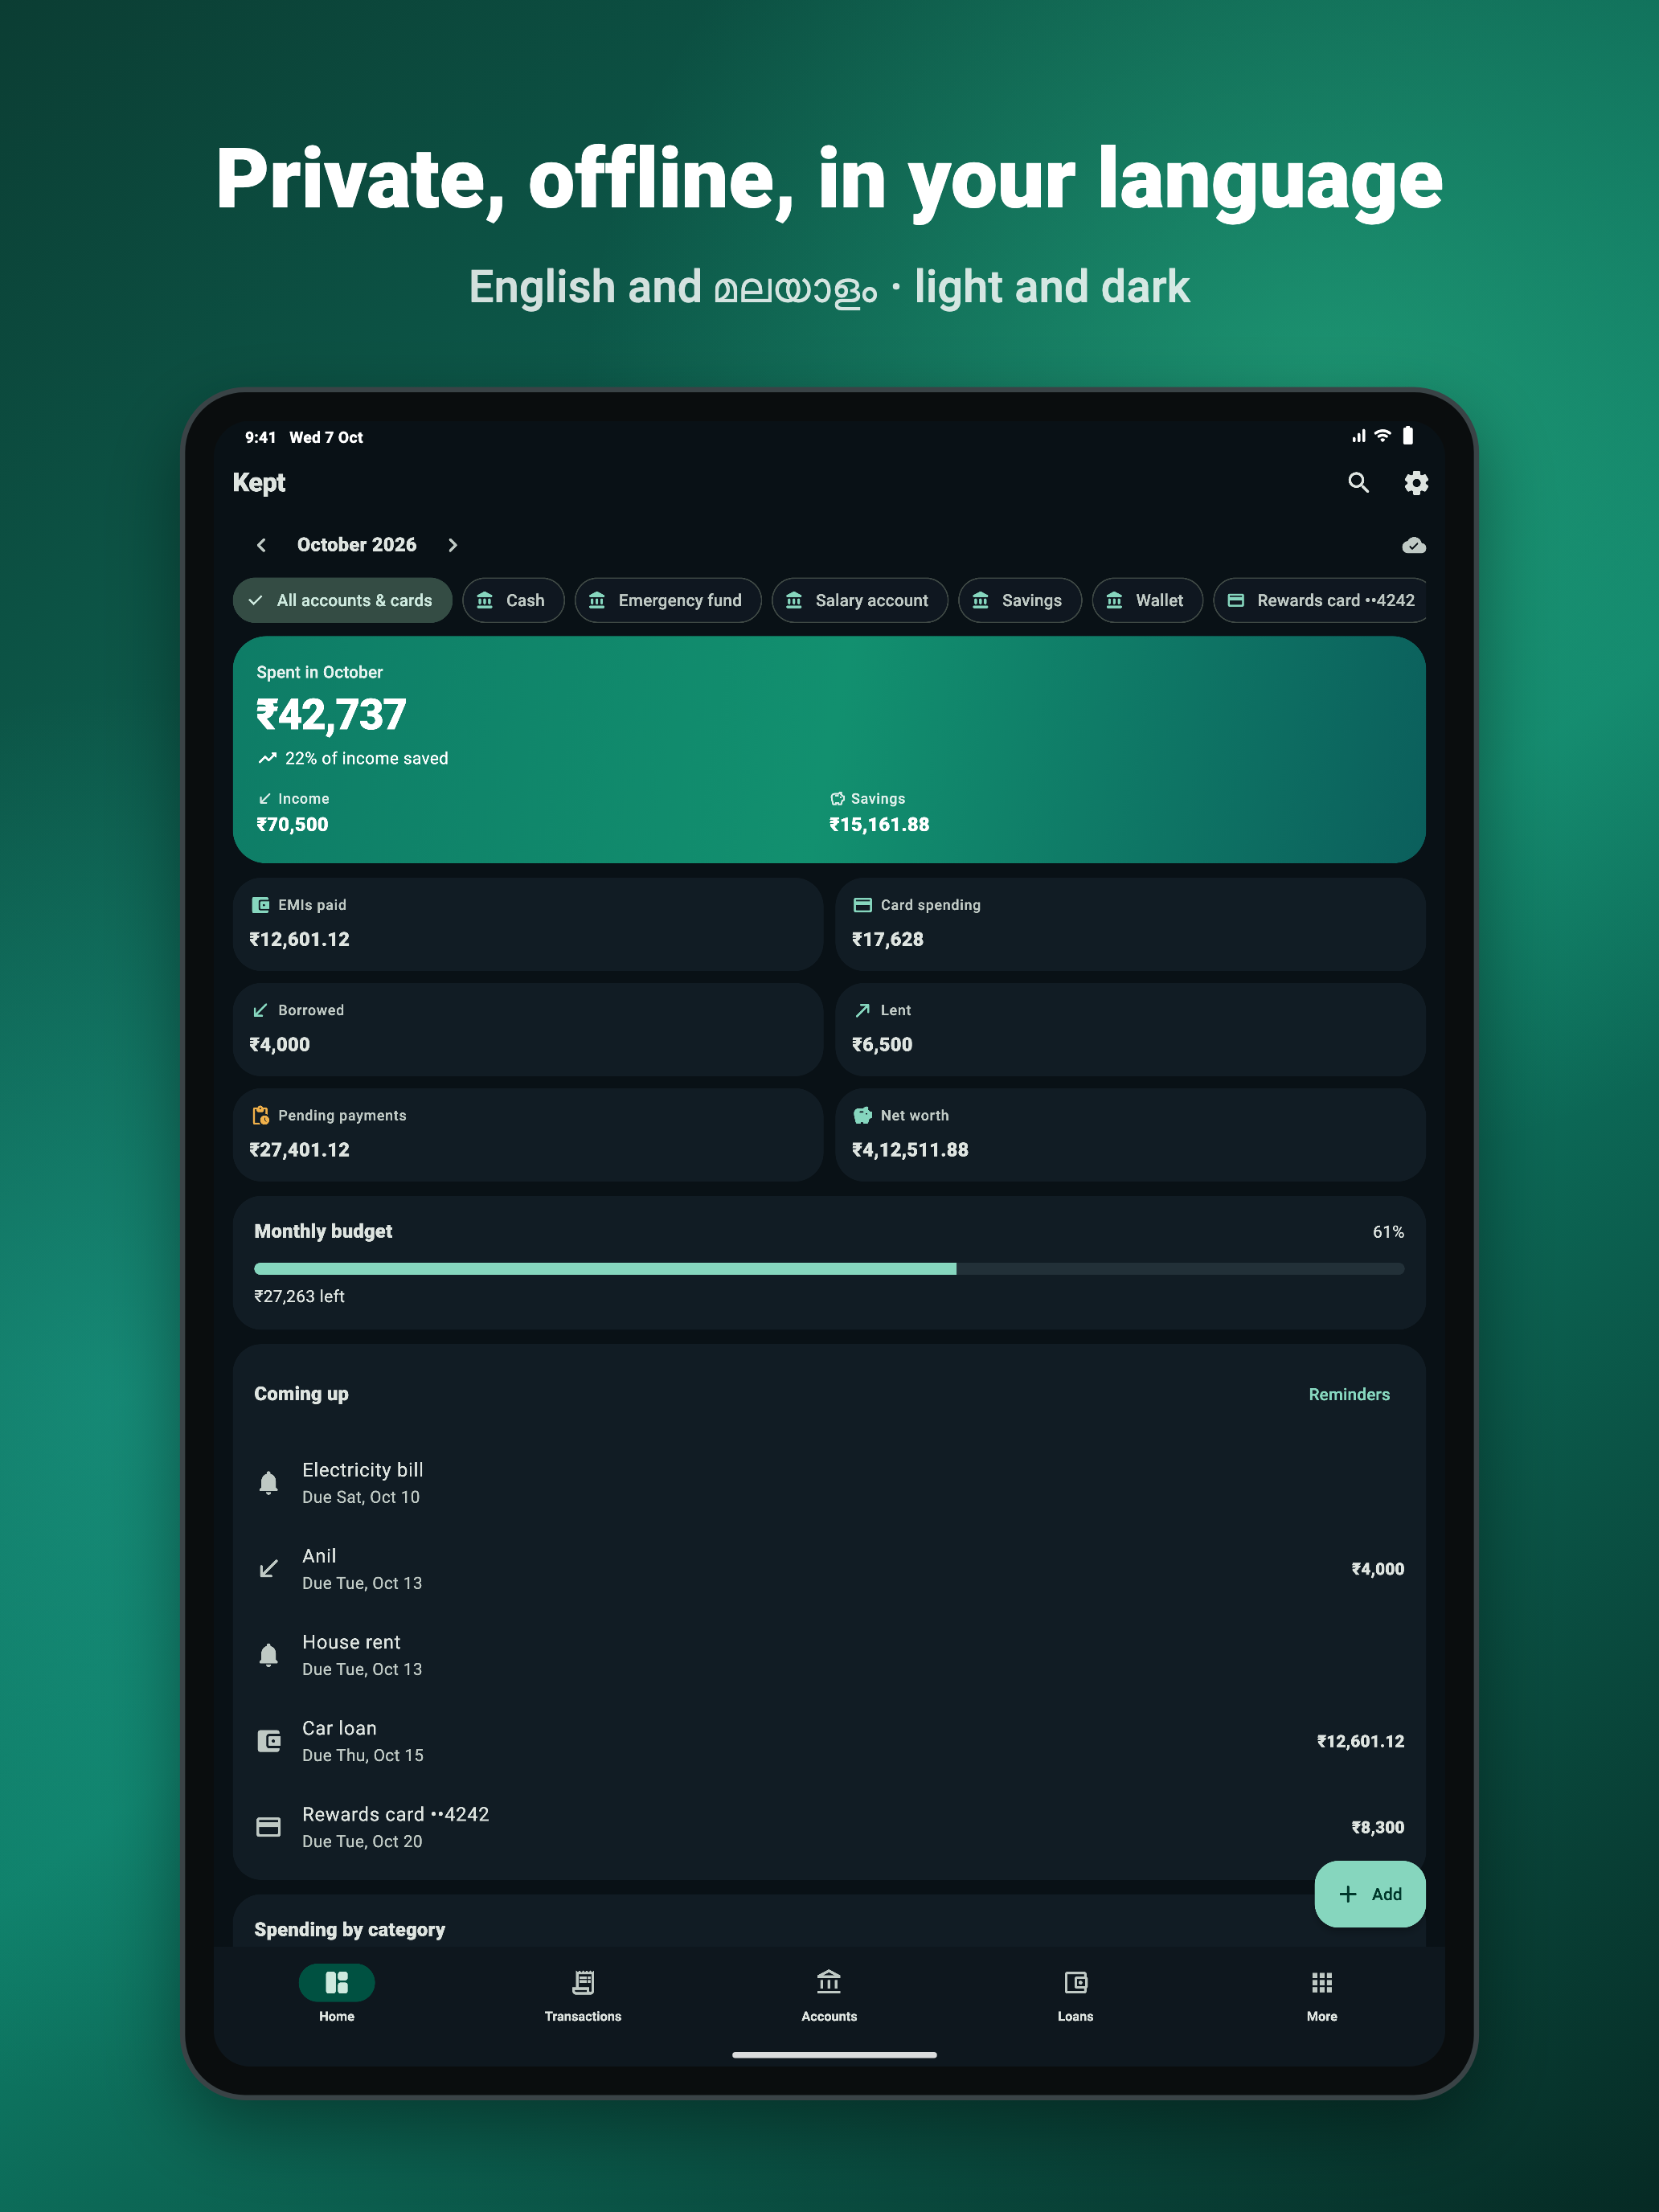 Private, offline, in your language
English and മലയാളം · light and dark
9:41 Wed 7 Oct
Kept
October 2026
All accounts & cards Cash Emergency fund Salary account Savings Wallet Rewards card ••4242
Spent in October
₹42,737
22% of income saved
Income Savings
₹70,500 ₹15,161.88
EMIs paid Card spending
₹12,601.12 ₹17,628
Borrowed Lent
₹4,000 ₹6,500
Pending payments Net worth
₹27,401.12 ₹4,12,511.88
Monthly budget 61%
₹27,263 left
Coming up Reminders
Electricity bill
Due Sat, Oct 10
Anil
Due Tue, Oct 13 ₹4,000
House rent
Due Tue, Oct 13
Car loan
Due Thu, Oct 15 ₹12,601.12
Rewards card ••4242
Due Tue, Oct 20 ₹8,300
Add
Spending by category
Home Transactions Accounts Loans More